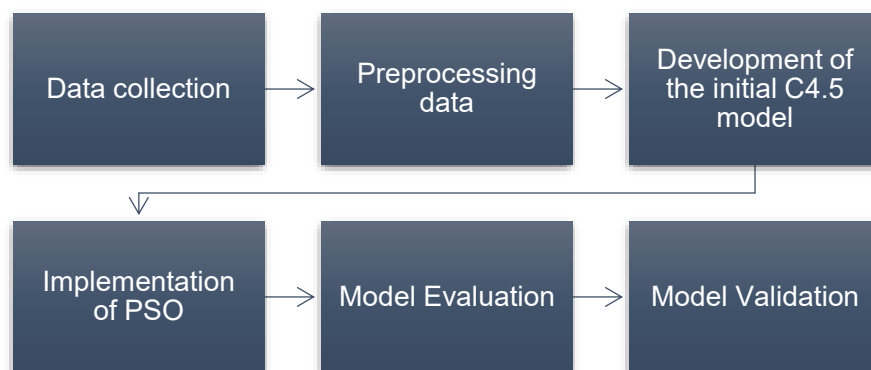 Data collection
Preprocessing
data
Development of
the initial C4.5
model
Implementation
of PSO
Model Evaluation
Model Validation